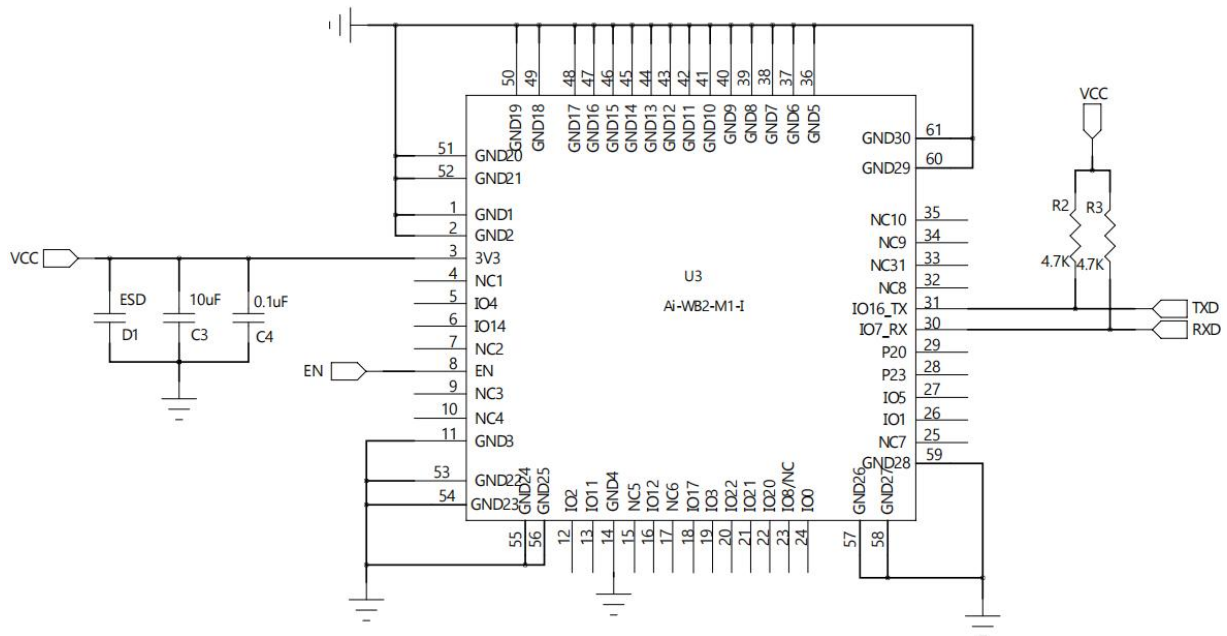 50 49 48 47 46 45 44 43 42 41 40 39 38 37 36
GND19 GND18 GND17 GND16 GND15 GND14 GND13 GND12 GND11 GND10 GND9 GND8 GND7 GND6 GND5
51 GND20
52 GND21
1 GND1
2 GND2
VCC 3 3V3
4 NC1
5 IO4
6 IO14
7 NC2
EN 8 EN
9 NC3
10 NC4
11 GND3
53 GND22
54 GND23
ESD
D1
10uF
C3
0.1uF
C4
U3
Ai-WB2-M1-I
GND30 61
GND29 60
NC10 35
NC9 34
NC31 33
NC8 32
IO16_TX 31 TXD
IO7_RX 30 RXD
P20 29
P23 28
IO5 27
IO1 26
NC7 25
GND28 59
VCC
R2 R3
4.7K 4.7K
GND24 GND25 IO2 IO11 GND4 NC5 IO12 NC6 IO17 IO3 IO22 IO21 IO20 IO8/NC IO0 GND26 GND27
55 56 12 13 14 15 16 17 18 19 20 21 22 23 24 57 58